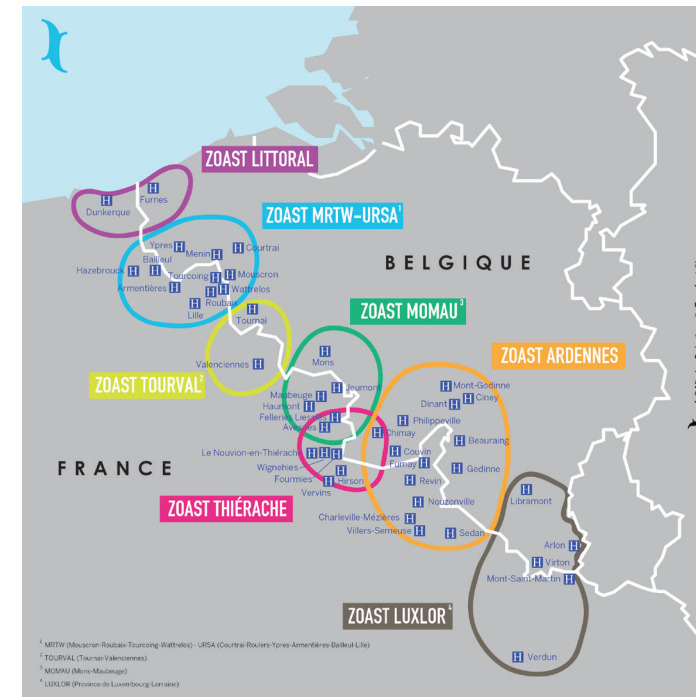 ZOAST LITTORAL
Furnes
Dunkerque
ZOAST MRTW-URSA¹
Ypres
Menin
Courtrai
Bailleul
Hazebrouck
Tourcoing
Mouscron
Armentières
Wattrelos
Roubaix
Lille
BELGIQUE
Tournai
ZOAST MOMAU³
Mons
ZOAST ARDENNES
Valenciennes
ZOAST TOURVAL²
Jeumont
Mont-Godinne
Maubeuge
Ciney
Haumont
Dinant
Felleries Liessies
Philippeville
Avesnes
Chimay
Beauraing
Le Nouvion-en-Thiérache
Couvin
Fumay
FRANCE
Wignehies
Gedinne
Fourmies
Hirson
Revin
Vervins
Libramont
ZOAST THIÉRACHE
Nouzonville
Charleville-Mézières
Villers-Semeuse
Sedan
Arlon
Virton
Mont-Saint-Martin
ZOAST LUXLOR⁴
Verdun
¹ MRTW (Mouscron-Roubaix-Tourcoing-Wattrelos) - URSA (Courtrai-Roulers-Ypres-Armentières-Bailleul-Lille)
² TOURVAL (Tournai-Valenciennes)
³ MOMAU (Mons-Maubeuge)
⁴ LUXLOR (Province de Luxembourg-Lorraine)